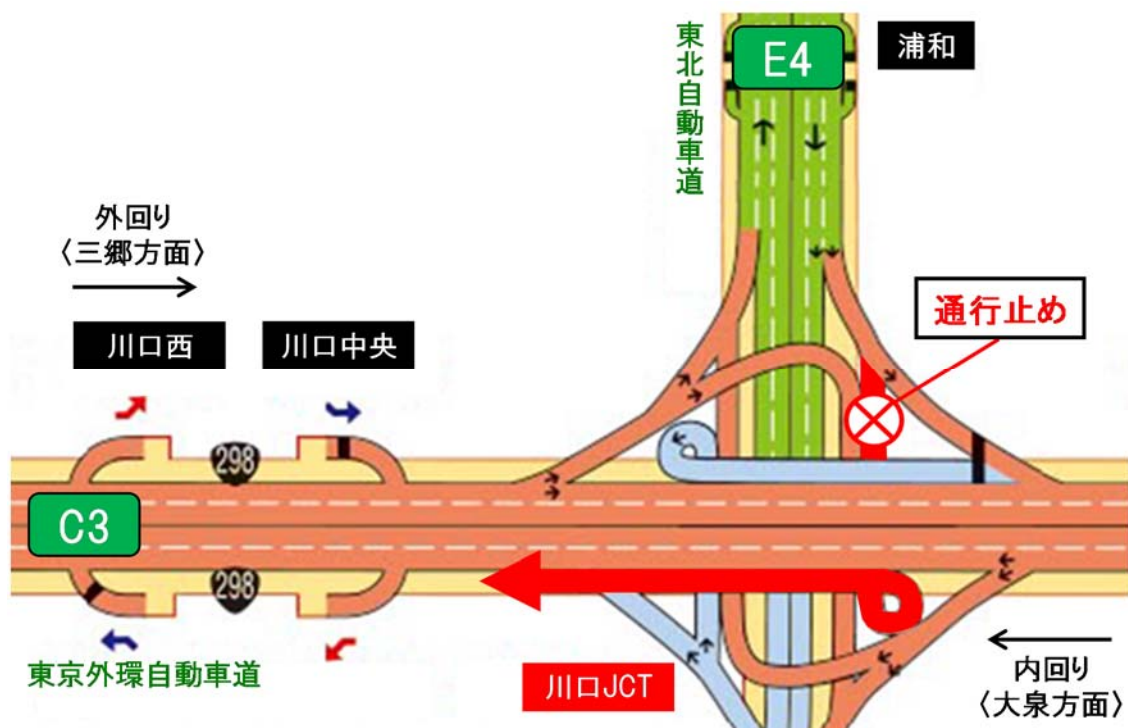 東北自動車道
E4
浦和
外回り
〈三郷方面〉
通行止め
川口西
川口中央
298
C3
298
東京外環自動車道
川口JCT
内回り
〈大泉方面〉